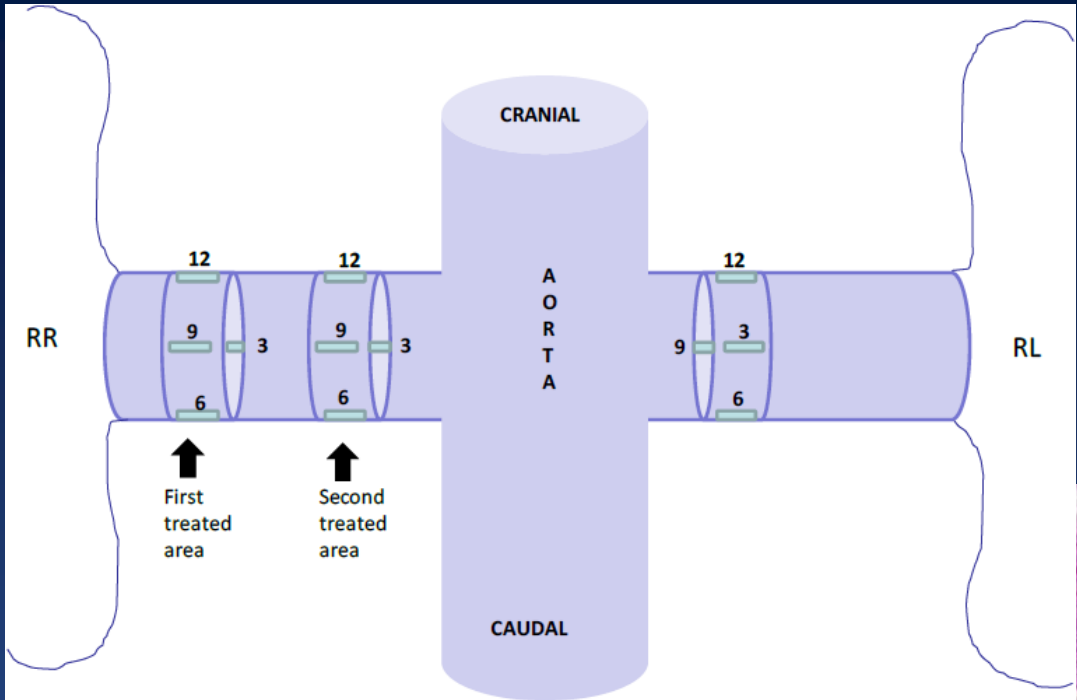 CRANIAL
12
12
12
A
O
R
T
A
RR
9
3
9
3
9
3
RL
6
6
6
First
treated
area
Second
treated
area
CAUDAL